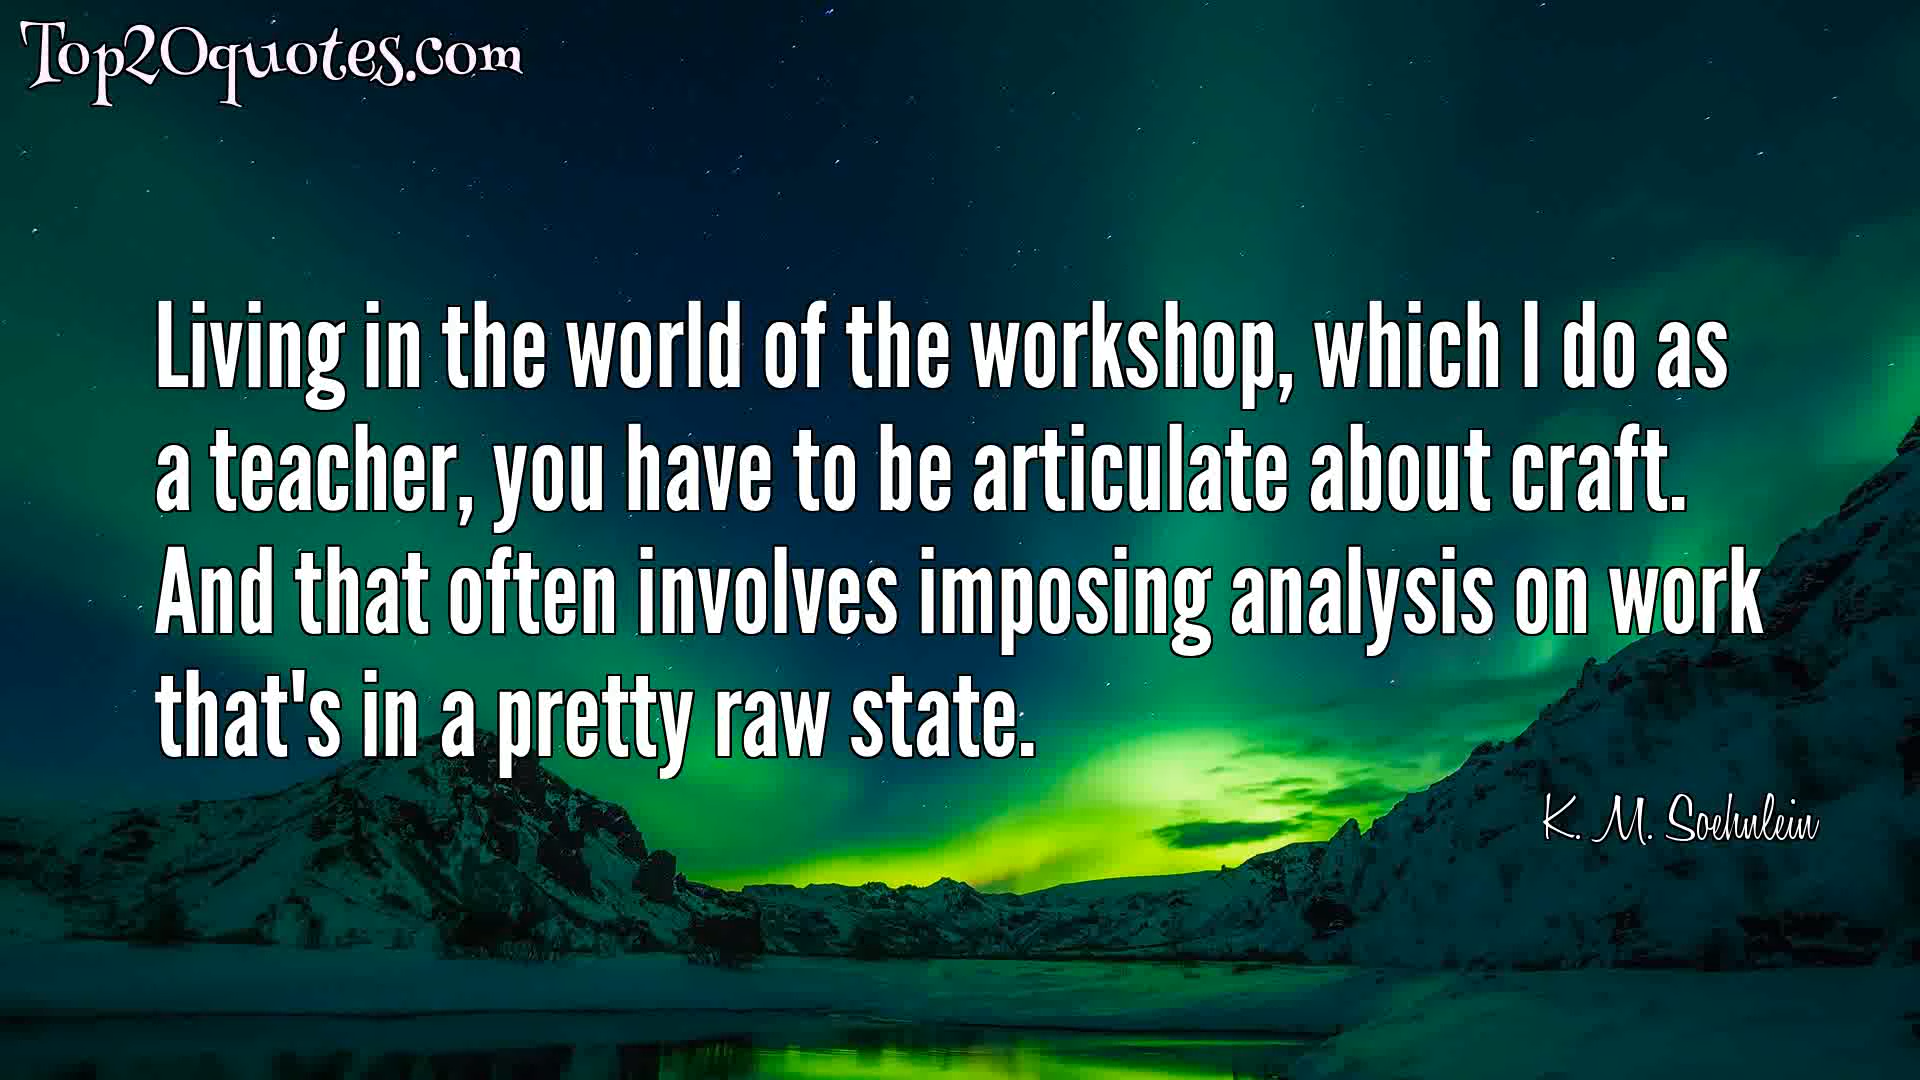 Top20quotes.com
Living in the world of the workshop, which I do as
a teacher, you have to be articulate about craft.
And that often involves imposing analysis on work
that's in a pretty raw state.
K. M. Soehnlein